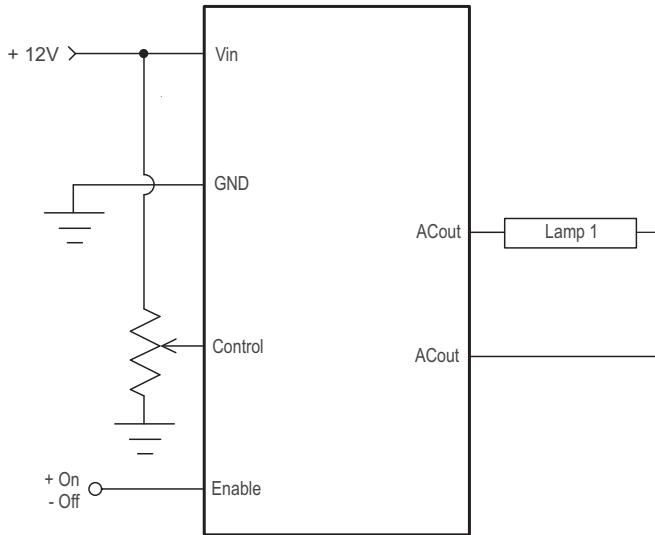 + 12V
Vin
GND
ACout
Lamp 1
Control
ACout
+ On
- Off
Enable